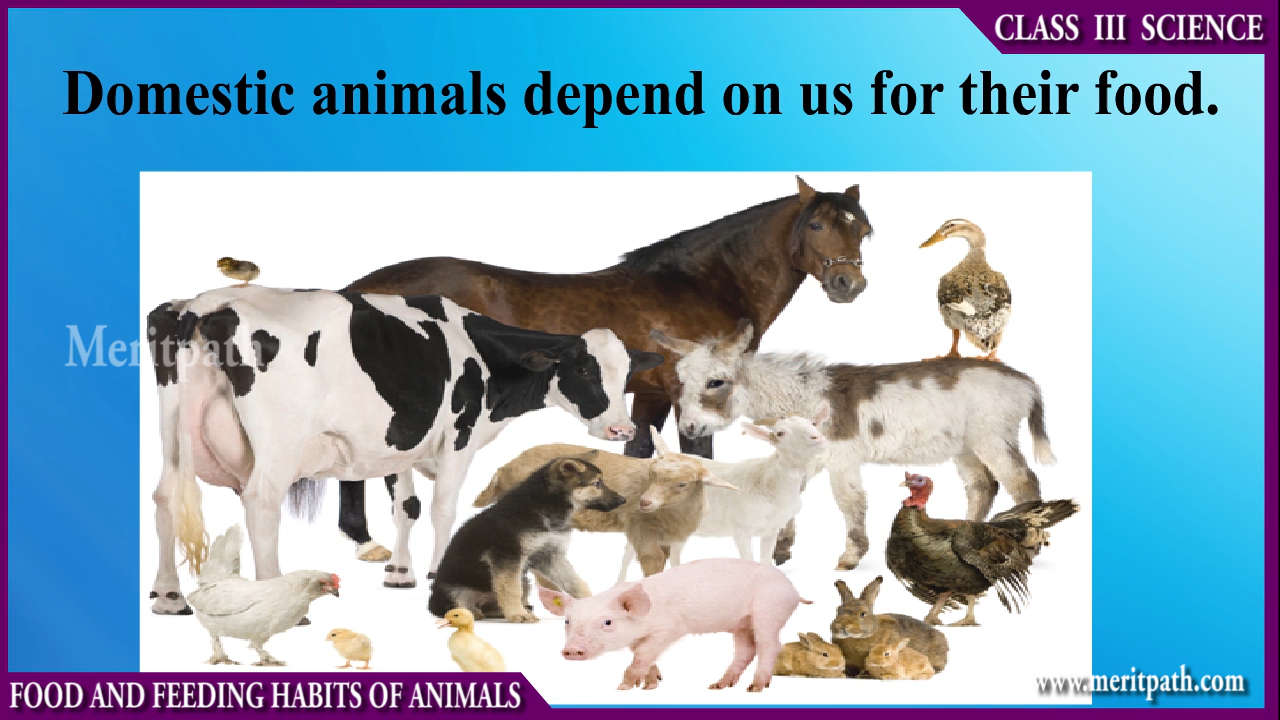 CLASS III SCIENCE
Domestic animals depend on us for their food.
Meritpath
FOOD AND FEEDING HABITS OF ANIMALS
www.meritpath.com